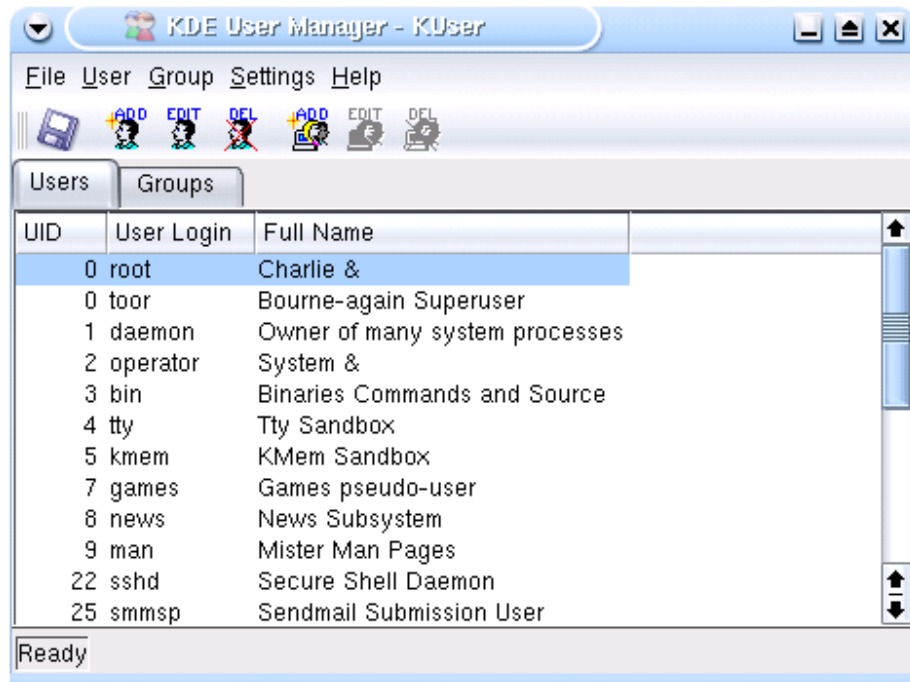 KDE User Manager - KUser
File User Group Settings Help
ADD EDIT DEL ADD EDIT DEL
Users Groups
UID User Login Full Name
0 root Charlie &
0 toor Bourne-again Superuser
1 daemon Owner of many system processes
2 operator System &
3 bin Binaries Commands and Source
4 tty Tty Sandbox
5 kmem KMem Sandbox
7 games Games pseudo-user
8 news News Subsystem
9 man Mister Man Pages
22 sshd Secure Shell Daemon
25 smmsp Sendmail Submission User
Ready